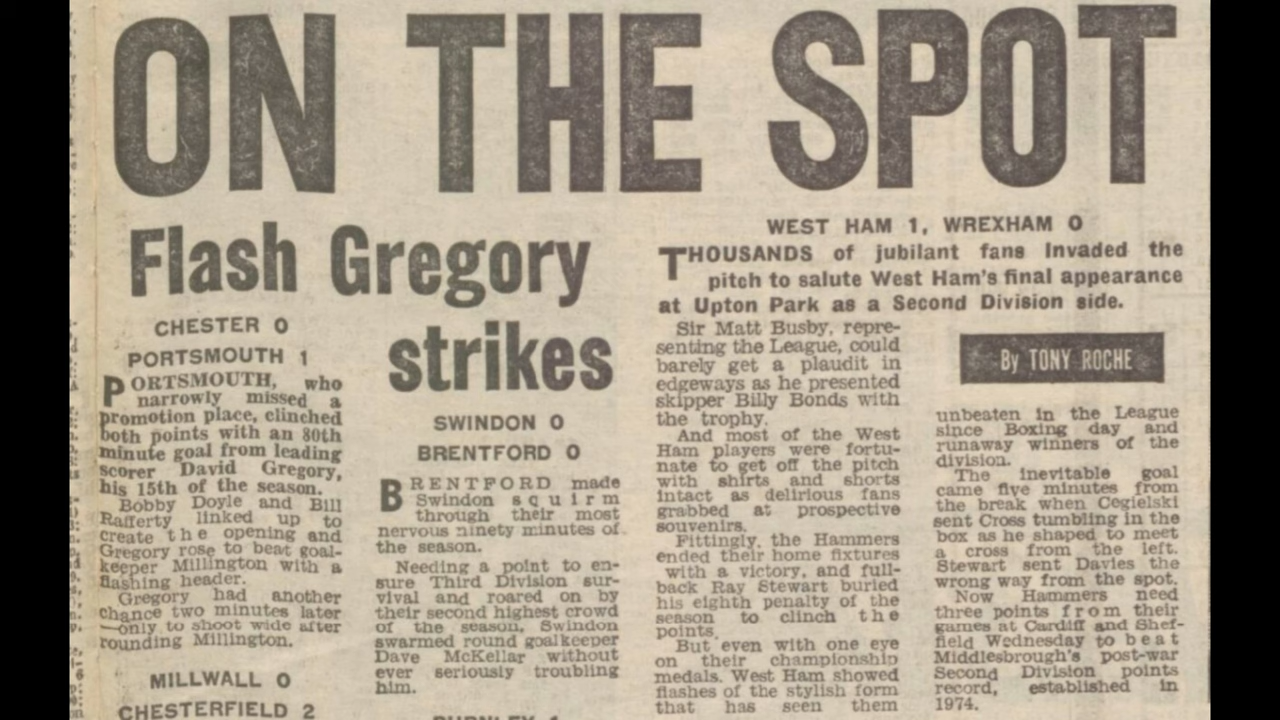 ON THE SPOT
Flash Gregory
strikes
CHESTER 0
PORTSMOUTH 1
PORTSMOUTH, who
narrowly missed a
promotion place, clinched
both points with an 80th
minute goal from leading
scorer David Gregory,
his 15th of the season.
Bobby Doyle and Bill
Rafferty linked up to
create the opening and
Gregory rose to beat goal-
keeper Millington with a
flashing header.
Gregory had another
chance two minutes later
—only to shoot wide after
rounding Millington.
MILLWALL 0
CHESTERFIELD 2
SWINDON 0
BRENTFORD 0
BRENTFORD made
Swindon squirm
through their most
nervous ninety minutes of
the season.
Needing a point to en-
sure Third Division sur-
vival and roared on by
their second highest crowd
of the season, Swindon
swarmed round goalkeeper
Dave McKellar without
ever seriously troubling
him.
BURNLEY 1
WEST HAM 1, WREXHAM 0
THOUSANDS of jubilant fans invaded the
pitch to salute West Ham's final appearance
at Upton Park as a Second Division side.
Sir Matt Busby, repre-
senting the League, could
barely get a plaudit in
edgeways as he presented
skipper Billy Bonds with
the trophy.
And most of the West
Ham players were fortu-
nate to get off the pitch
with shirts and shorts
intact as delirious fans
grabbed at prospective
souvenirs.
Fittingly, the Hammers
ended their home fixtures
with a victory, and full-
back Ray Stewart buried
his eighth penalty of the
season to clinch the
points.
But even with one eye
on their championship
medals. West Ham showed
flashes of the stylish form
that has seen them
By TONY ROCHE
unbeaten in the League
since Boxing day and
runaway winners of the
division.
The inevitable goal
came five minutes from
the break when Cegielski
sent Cross tumbling in the
box as he shaped to meet
a cross from the left.
Stewart sent Davies the
wrong way from the spot.
Now Hammers need
three points from their
games at Cardiff and Shef-
field Wednesday to beat
Middlesbrough's post-war
Second Division points
record, established in
1974.